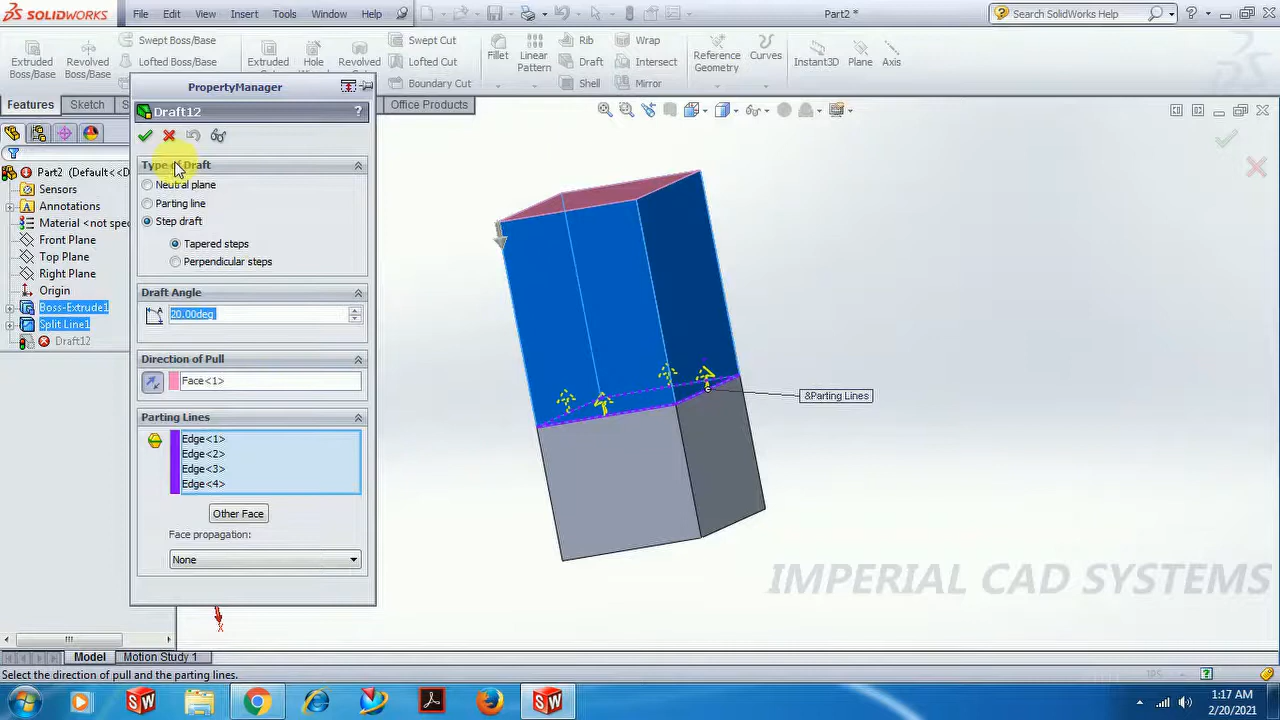 SOLIDWORKS
File Edit View Insert Tools Window Help
Part2 *
Search SolidWorks Help
Extruded Boss/Base
Revolved Boss/Base
Swept Boss/Base
Lofted Boss/Base
Extruded
Hole
Revolved
Swept Cut
Lofted Cut
Boundary Cut
Fillet
Linear Pattern
Rib
Draft
Shell
Wrap
Intersect
Mirror
Reference Geometry
Curves
Instant3D
Plane
Axis
Features
Sketch
Office Products
PropertyManager
Draft12
?
Type of Draft
Neutral plane
Parting line
Step draft
Tapered steps
Perpendicular steps
Draft Angle
20.00deg
Direction of Pull
Face<1>
Parting Lines
Edge<1>
Edge<2>
Edge<3>
Edge<4>
Other Face
Face propagation:
None
Part2 (Default<<D
Sensors
Annotations
Material <not spec
Front Plane
Top Plane
Right Plane
Origin
Boss-Extrude1
Split Line1
Draft12
&Parting Lines
IMPERIAL CAD SYSTEMS
X
Model
Motion Study 1
Select the direction of pull and the parting lines.
1:17 AM
2/20/2021